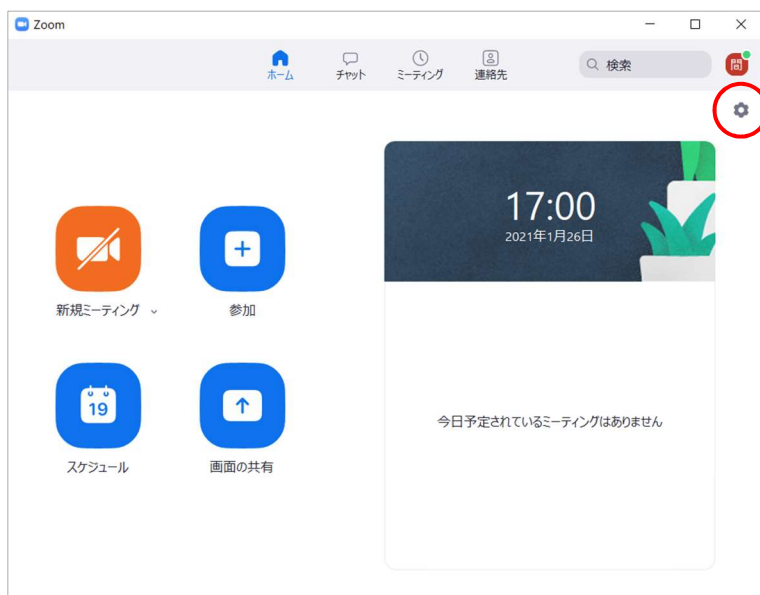 Zoom
ホーム
チャット
ミーティング
連絡先
検索
間
17:00
2021年1月26日
新規ミーティング
参加
19
スケジュール
画面の共有
今日予定されているミーティングはありません